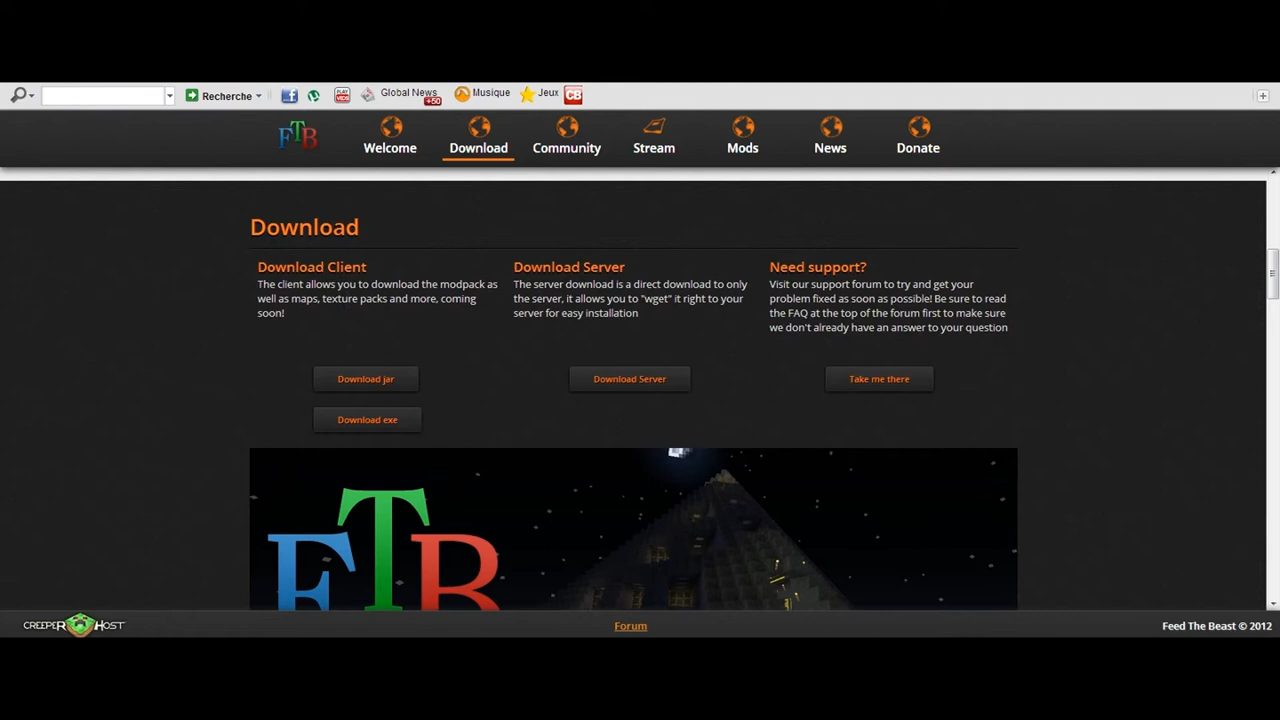 Recherche
Global News
+50
Musique
Jeux
CB
FTB
Welcome
Download
Community
Stream
Mods
News
Donate
Download
Download Client
The client allows you to download the modpack as
well as maps, texture packs and more, coming
soon!
Download jar
Download exe
Download Server
The server download is a direct download to only
the server, it allows you to "wget" it right to your
server for easy installation
Download Server
Need support?
Visit our support forum to try and get your
problem fixed as soon as possible! Be sure to read
the FAQ at the top of the forum first to make sure
we don't already have an answer to your question
Take me there
FTB
CREEPER HOST
Forum
Feed The Beast © 2012